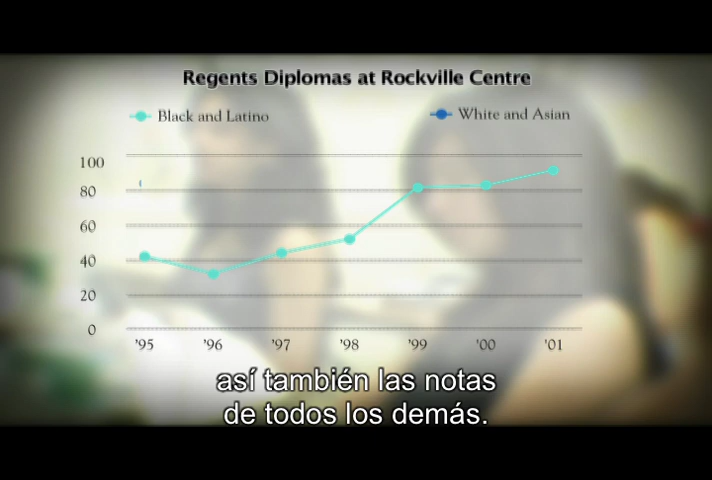 Regents Diplomas at Rockville Centre
Black and Latino
White and Asian
100
80
60
40
20
0
'95 '96 '97 '98 '99 '00 '01
así también las notas
de todos los demás.